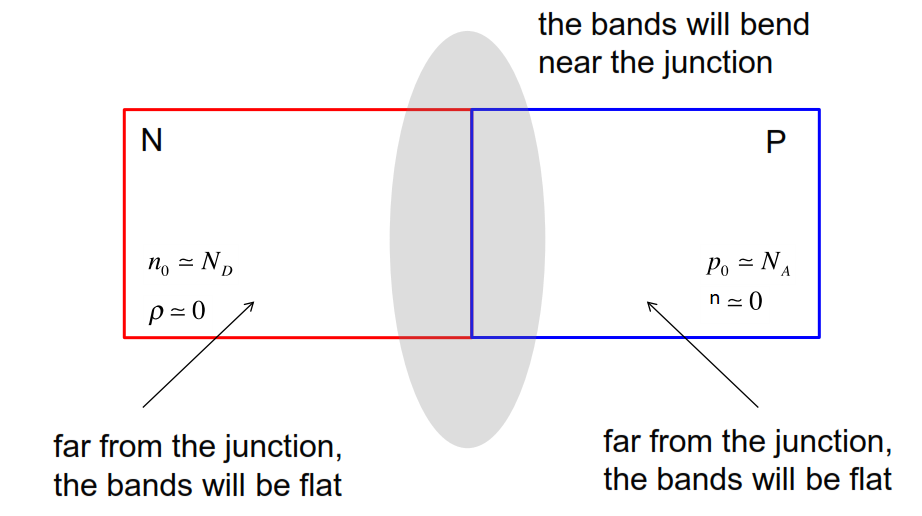 the bands will bend
near the junction
N
P
n₀ ≃ N_D
ρ ≃ 0
p₀ ≃ N_A
n ≃ 0
far from the junction,
the bands will be flat
far from the junction,
the bands will be flat